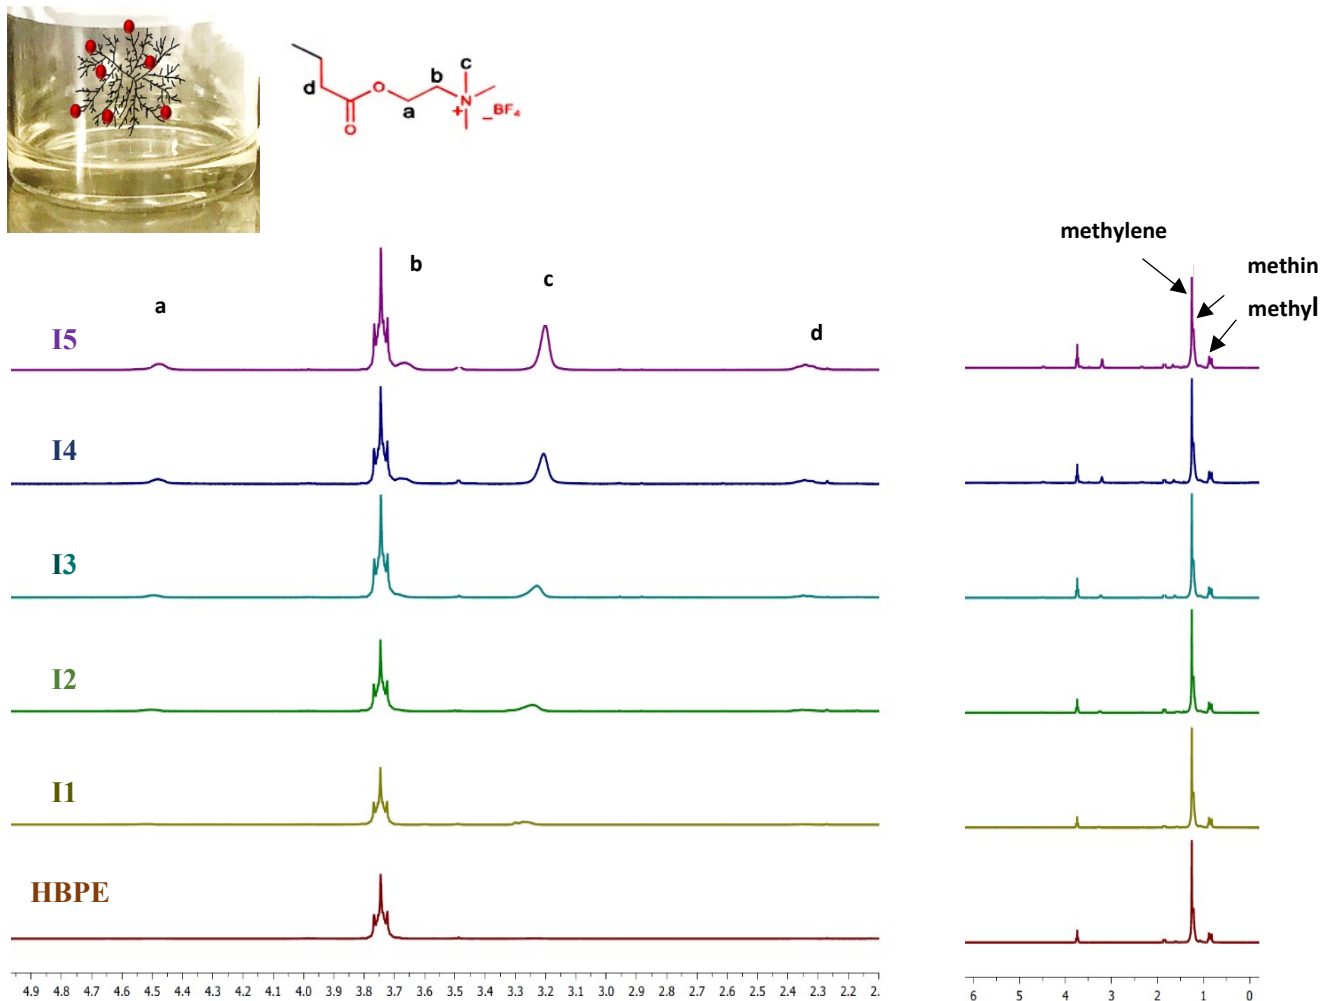 c
b
d
O
N
+
BF₄
−
a
O
methylene
b
methin
c
a
methyl
I5
d
I4
I3
I2
I1
HBPE
4.9 4.8 4.7 4.6 4.5 4.4 4.3 4.2 4.1 4.0 3.9 3.8 3.7 3.6 3.5 3.4 3.3 3.2 3.1 3.0 2.9 2.8 2.7 2.6 2.5 2.4 2.3 2.2 2.
6 5 4 3 2 1 0